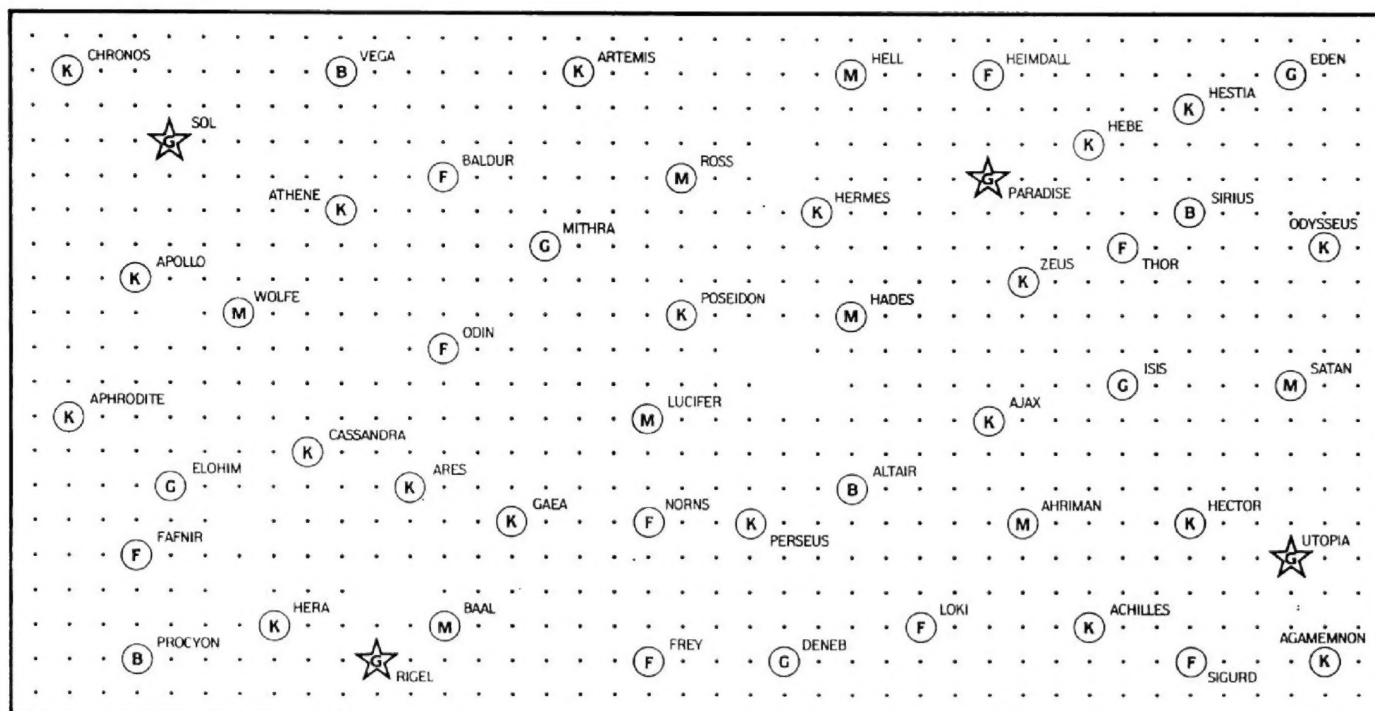 K CHRONOS
B VEGA
K ARTEMIS
M HELL
F HEIMDALL
G EDEN
K HESTIA
G SOL
K HEBE
F BALDUR
M ROSS
G PARADISE
K ATHENE
K HERMES
B SIRIUS
K ODYSSEUS
G MITHRA
F THOR
K APOLLO
K ZEUS
M WOLFE
K POSEIDON
M HADES
F ODIN
G ISIS
M SATAN
K APHRODITE
M LUCIFER
K AJAX
K CASSANDRA
G ELOHIM
K ARES
B ALTAIR
K GAEA
F NORNS
K PERSEUS
M AHRIMAN
K HECTOR
F FAFNIR
G UTOPIA
K HERA
M BAAL
F LOKI
K ACHILLES
B PROCYON
G RIGEL
F FREY
G DENEB
F SIGURD
K AGAMEMNON